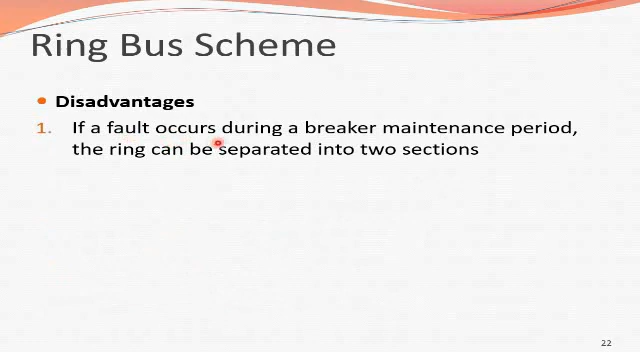 Ring Bus Scheme
Disadvantages
1. If a fault occurs during a breaker maintenance period,
the ring can be separated into two sections
22